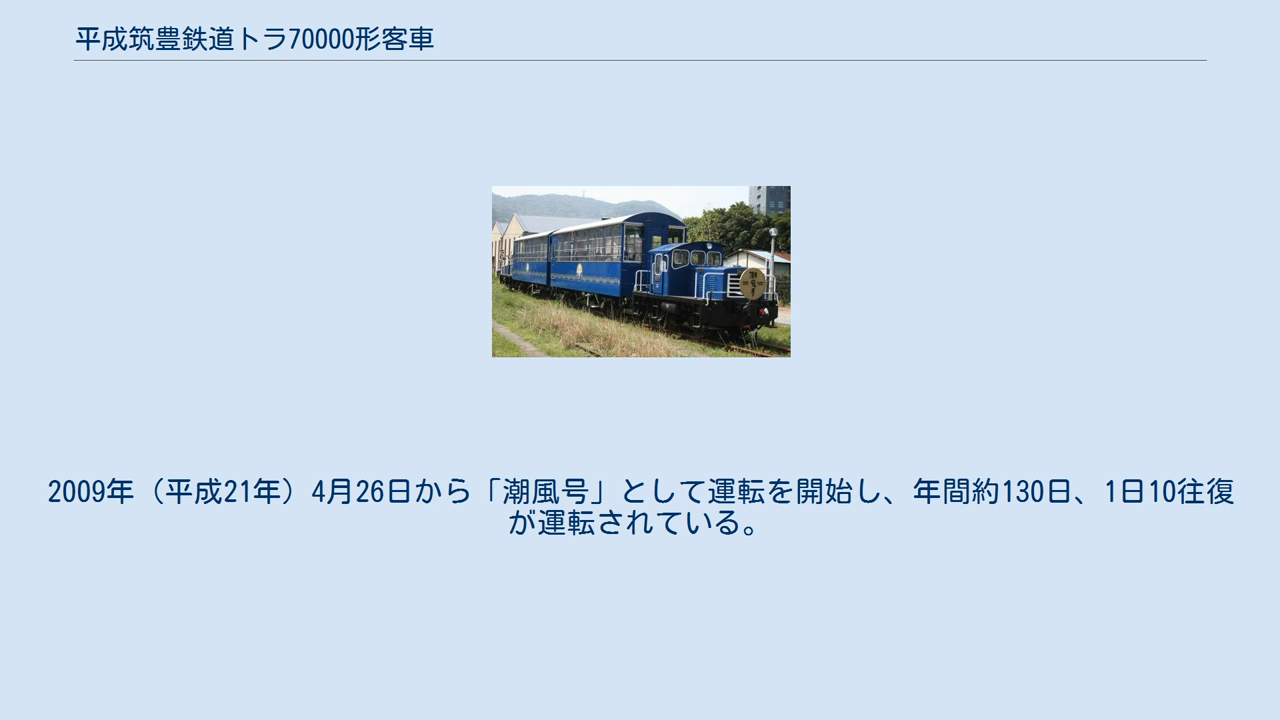 平成筑豊鉄道トラ70000形客車
2009年（平成21年）4月26日から「潮風号」として運転を開始し、年間約130日、1日10往復
が運転されている。